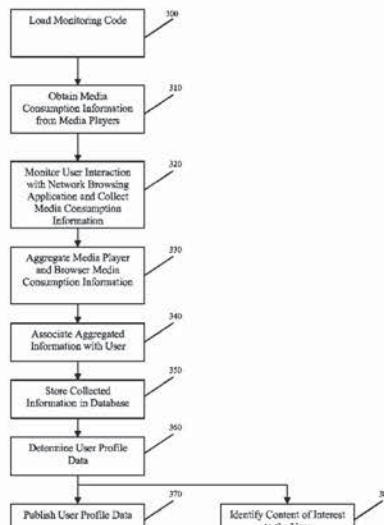 300
Load Monitoring Code
310
Obtain Media
Consumption Information
from Media Players
320
Monitor User Interaction
with Network Browsing
Application and Collect
Media Consumption
Information
330
Aggregate Media Player
and Browser Media
Consumption Information
340
Associate Aggregated
Information with User
350
Store Collected
Information in Database
360
Determine User Profile
Data
370
Publish User Profile Data
Identify Content of Interest